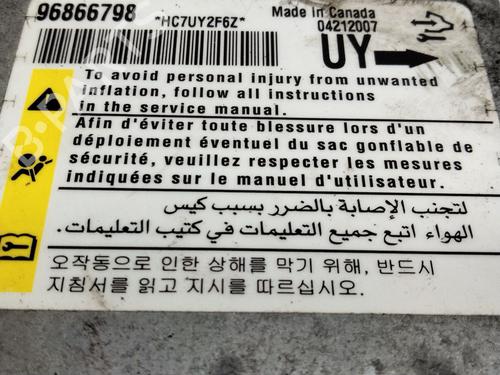 96866798
*HC7UY2F6Z*
Made in Canada
04212007
UY
To avoid personal injury from unwanted
inflation, follow all instructions
in the service manual.
Afin d'éviter toute blessure lors d'un
déploiement éventuel du sac gonflable de
sécurité, veuillez respecter les mesures
indiquées sur le manuel d'utilisateur.
لتجنب الإصابة بالضرر بسبب كيس
الهواء اتبع جميع التعليمات في كتيب التعليمات.
오작동으로 인한 상해를 막기 위해, 반드시
지침서를 읽고 지시를 따르십시오.